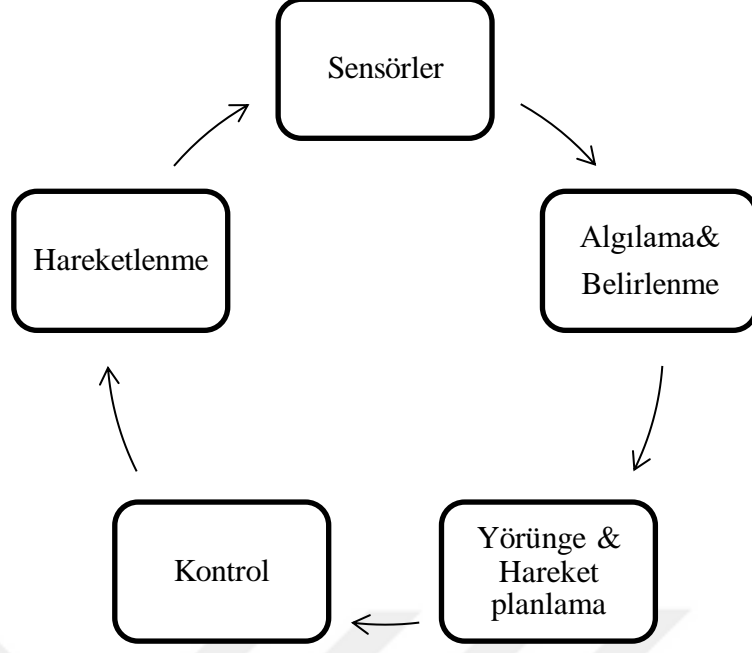 Sensörler
Algılama&
Belirlenme
Yörünge &
Hareket
planlama
Kontrol
Hareketlenme